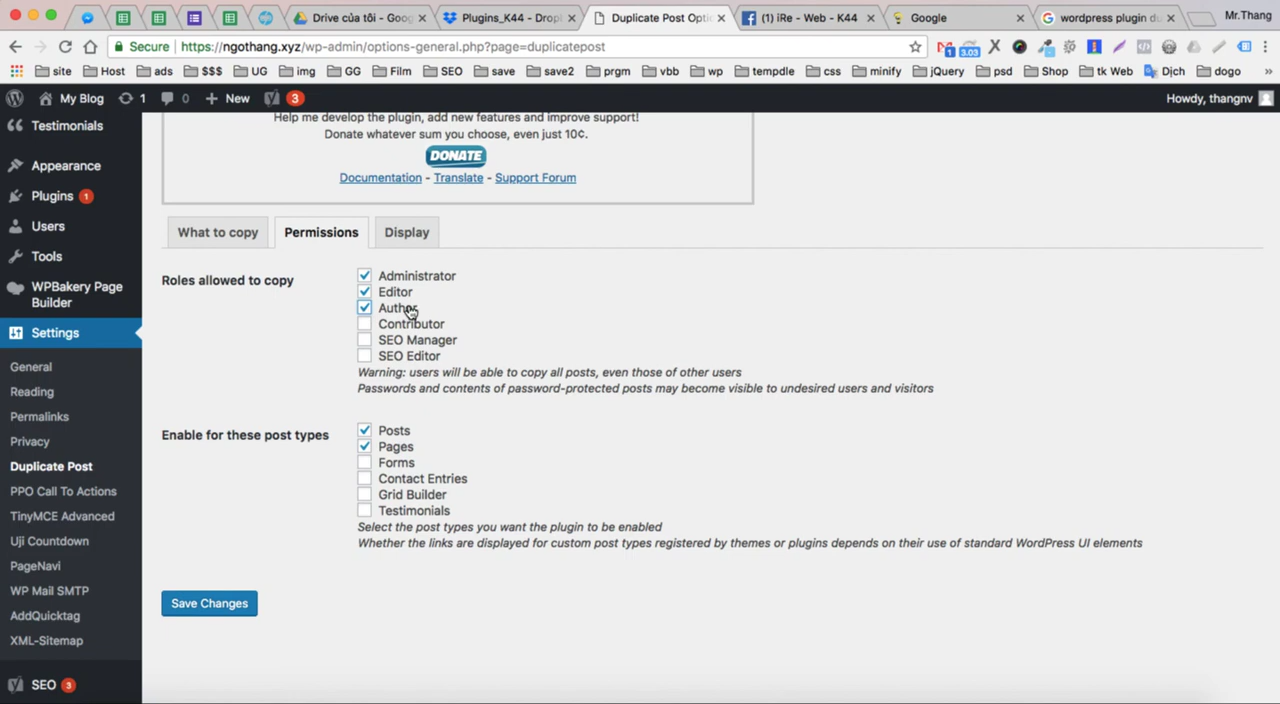 Drive của tôi - Goog
Plugins_K44 - Dropl
Duplicate Post Optio
(1) iRe - Web - K44
Google
wordpress plugin du
Mr.Thang
Secure https://ngothang.xyz/wp-admin/options-general.php?page=duplicatepost
1
3.03
site Host ads $$$ UG img GG Film SEO save save2 prgm vbb wp tempdle css minify jQuery psd Shop tk Web Dịch dogo »
My Blog 1 0 + New 3
Howdy, thangnv
Testimonials
Appearance
Plugins 1
Users
Tools
WPBakery Page
Builder
Settings
General
Reading
Permalinks
Privacy
Duplicate Post
PPO Call To Actions
TinyMCE Advanced
Uji Countdown
PageNavi
WP Mail SMTP
AddQuicktag
XML-Sitemap
SEO 3
Help me develop the plugin, add new features and improve support!
Donate whatever sum you choose, even just 10¢.
DONATE
Documentation - Translate - Support Forum
What to copy
Permissions
Display
Roles allowed to copy
Administrator
Editor
Author
Contributor
SEO Manager
SEO Editor
Warning: users will be able to copy all posts, even those of other users
Passwords and contents of password-protected posts may become visible to undesired users and visitors
Enable for these post types
Posts
Pages
Forms
Contact Entries
Grid Builder
Testimonials
Select the post types you want the plugin to be enabled
Whether the links are displayed for custom post types registered by themes or plugins depends on their use of standard WordPress UI elements
Save Changes